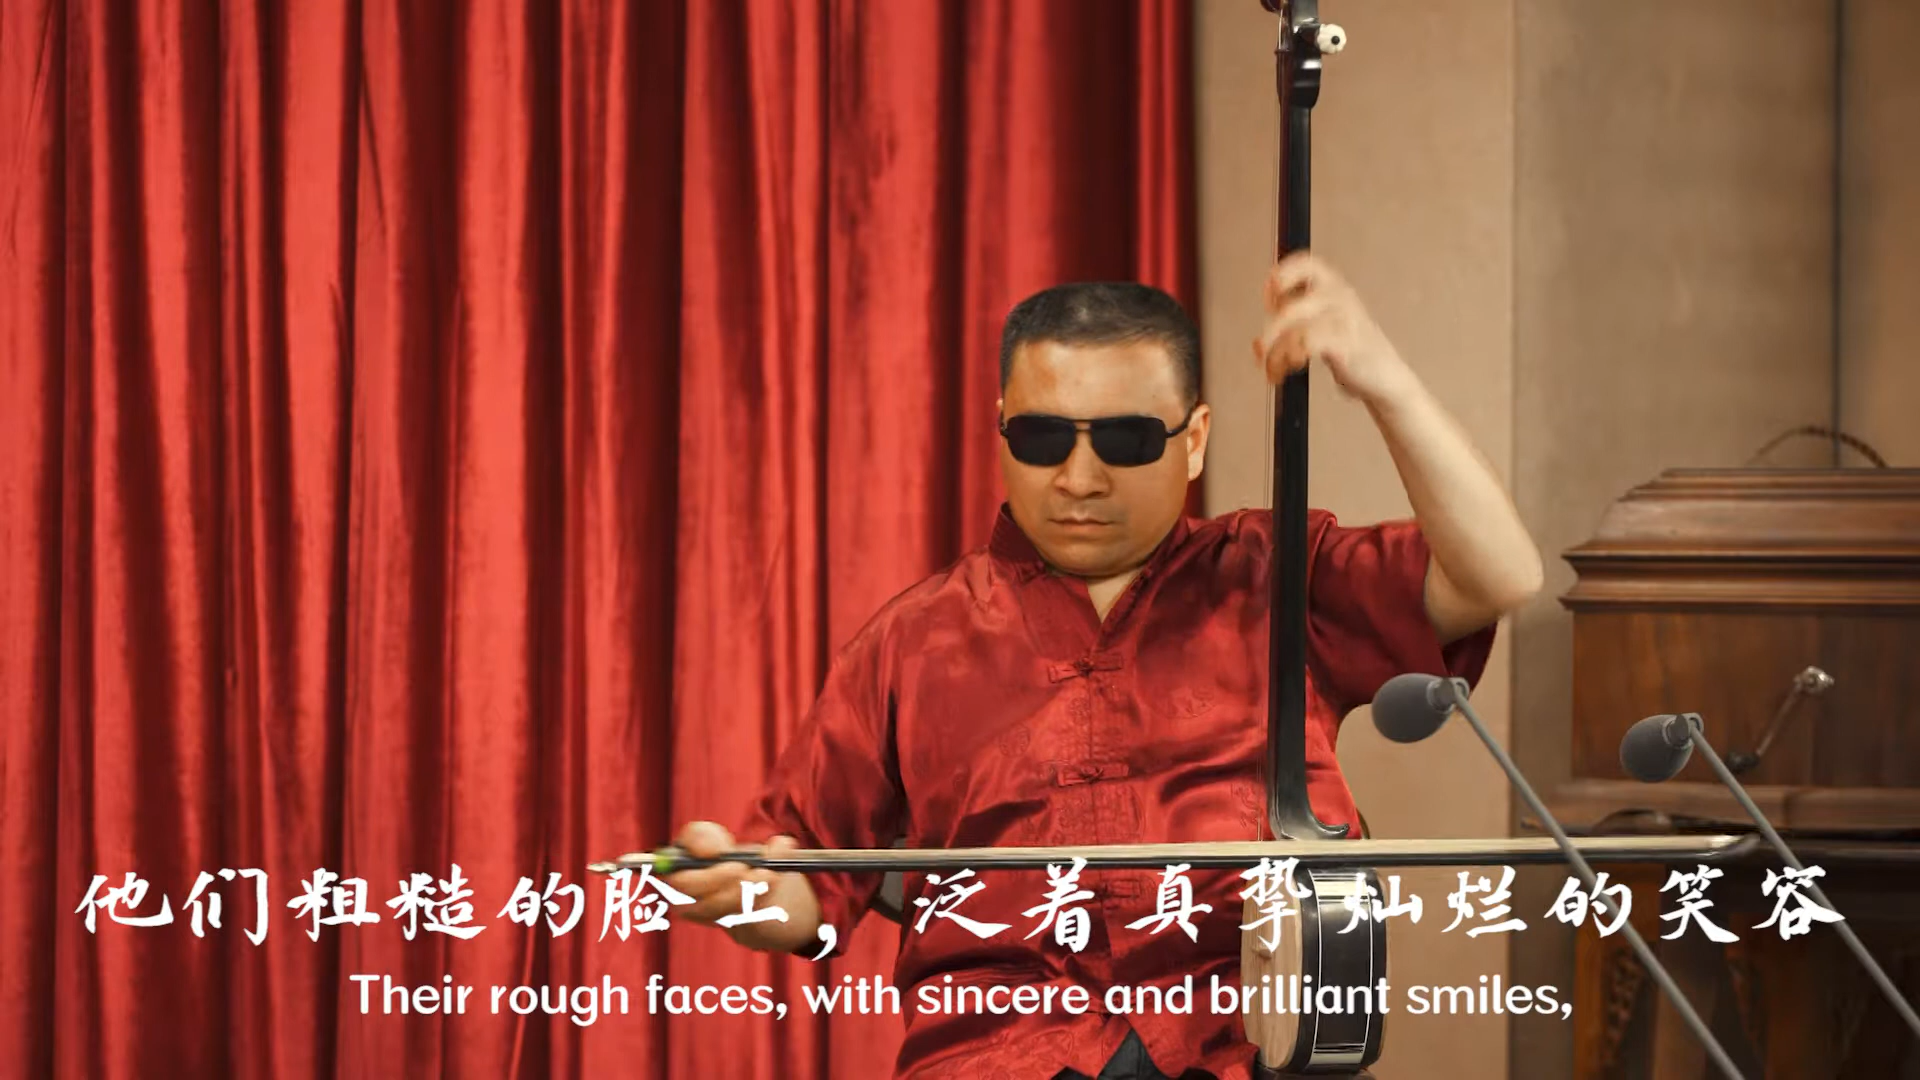 他们粗糙的脸上，泛着真挚灿烂的笑容
Their rough faces, with sincere and brilliant smiles,